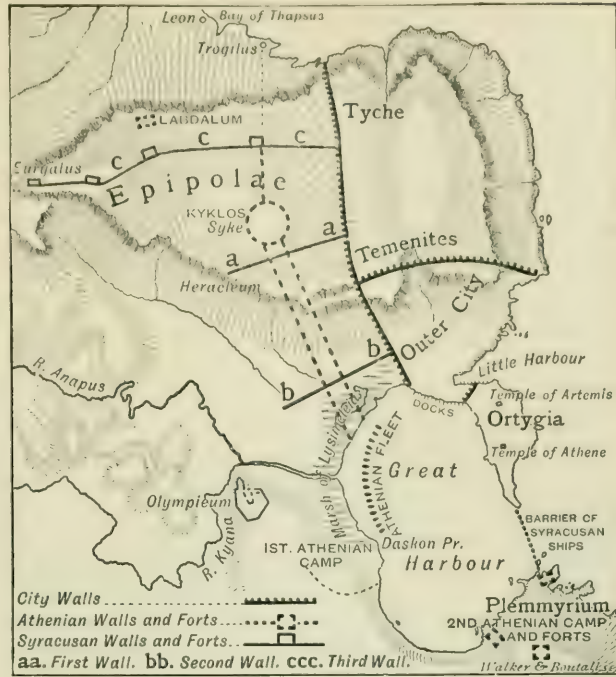 Leon
Bay of Thapsus
Trogilus
LABDALUM
Tyche
c c c
Euryalus
Epipolae
KYKLOS
Syke
a
a
Temenites
Heracleum
Outer City
b
b
Little Harbour
R. Anapus
Temple of Artemis
DOCKS
Ortygia
Marsh of Lysimeleia
ATHENIAN FLEET
Great
Temple of Athene
Olympieum
R. Kyana
BARRIER OF
SYRACUSAN
SHIPS
IST. ATHENIAN
CAMP
Daskon Pr.
Harbour
Plemmyrium
2ND ATHENIAN CAMP
AND FORTS
City Walls
Athenian Walls and Forts
Syracusan Walls and Forts
aa. First Wall. bb. Second Wall. ccc. Third Wall.
Walker & Boutall sc.